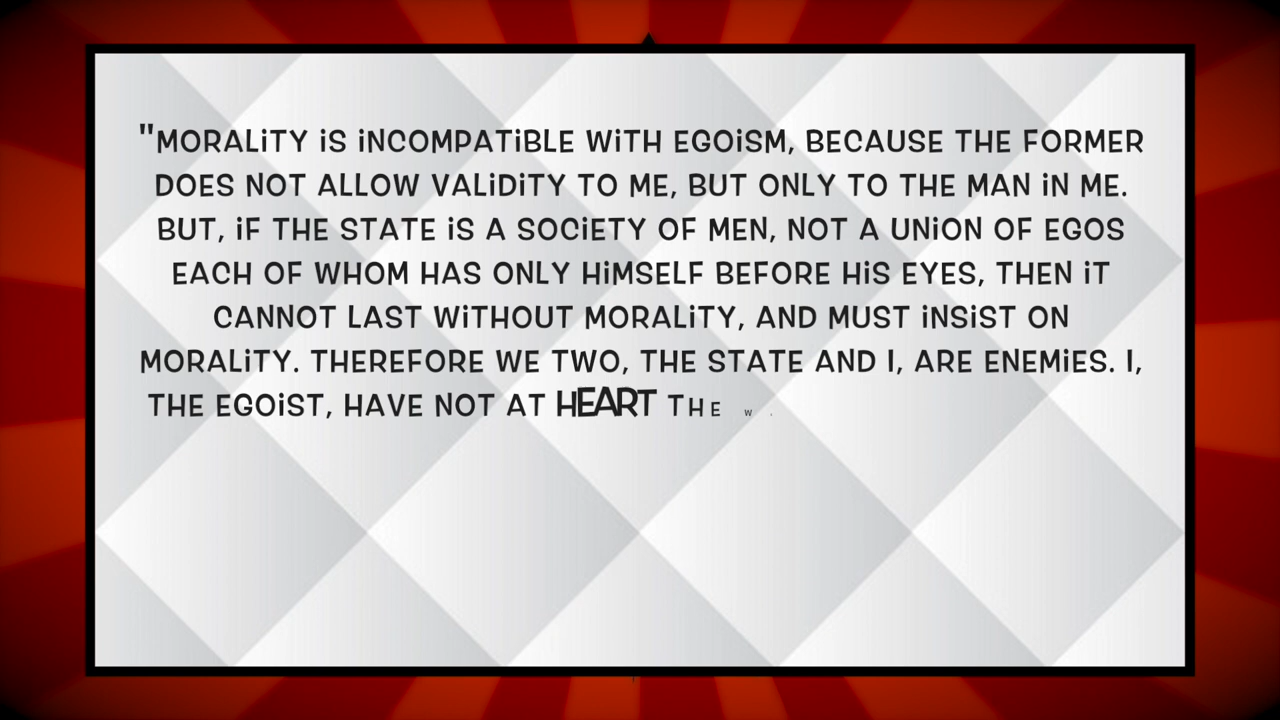 "MORALiTY iS iNCOMPATiBLE WiTH EGOiSM, BECAUSE THE FORMER
DOES NOT ALLOW VALiDiTY TO ME, BUT ONLY TO THE MAN iN ME.
BUT, iF THE STATE iS A SOCiETY OF MEN, NOT A UNiON OF EGOS
EACH OF WHOM HAS ONLY HiMSELF BEFORE HiS EYES, THEN iT
CANNOT LAST WiTHOUT MORALiTY, AND MUST iNSiST ON
MORALiTY. THEREFORE WE TWO, THE STATE AND I, ARE ENEMiES. I,
THE EGOiST, HAVE NOT AT HEART THE W